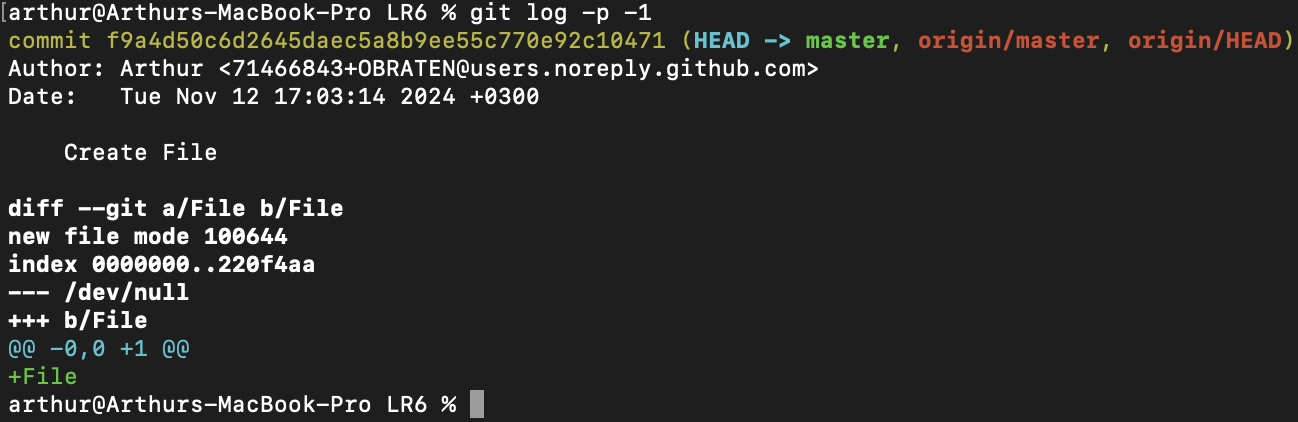 [arthur@Arthurs-MacBook-Pro LR6 % git log -p -1
commit f9a4d50c6d2645daec5a8b9ee55c770e92c10471 (HEAD -> master, origin/master, origin/HEAD)
Author: Arthur <71466843+OBRATEN@users.noreply.github.com>
Date:   Tue Nov 12 17:03:14 2024 +0300

    Create File

diff --git a/File b/File
new file mode 100644
index 0000000..220f4aa
--- /dev/null
+++ b/File
@@ -0,0 +1 @@
+File
arthur@Arthurs-MacBook-Pro LR6 %